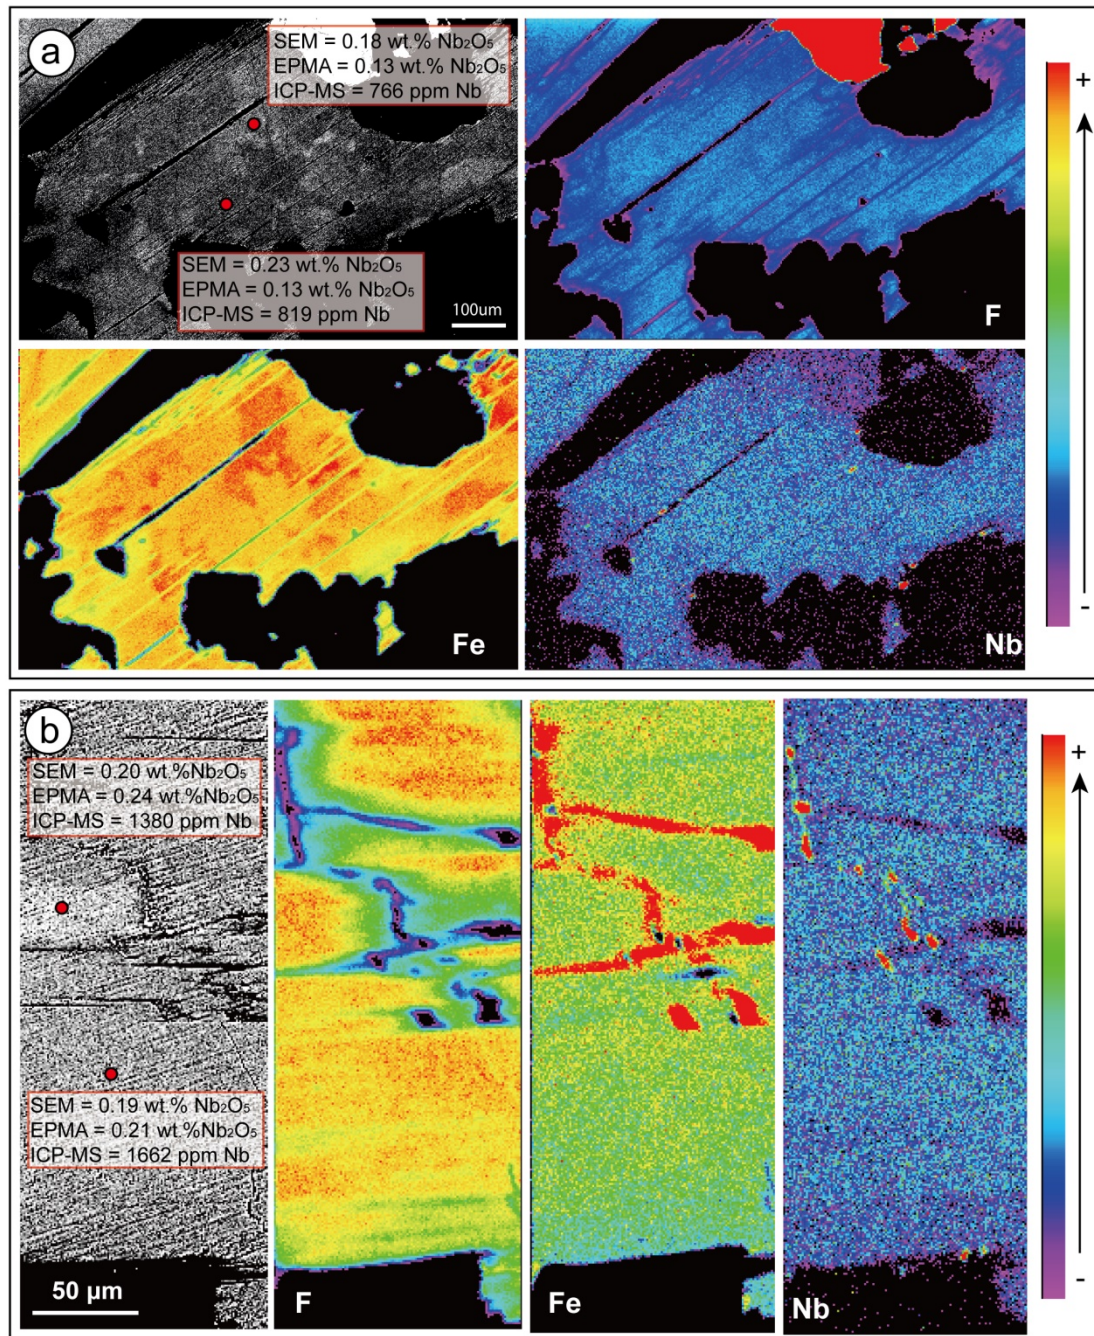 a
SEM = 0.18 wt.% Nb₂O₅
EPMA = 0.13 wt.% Nb₂O₅
ICP-MS = 766 ppm Nb
SEM = 0.23 wt.% Nb₂O₅
EPMA = 0.13 wt.% Nb₂O₅
ICP-MS = 819 ppm Nb
100um
F
Fe
Nb
+
-
b
SEM = 0.20 wt.%Nb₂O₅
EPMA = 0.24 wt.%Nb₂O₅
ICP-MS = 1380 ppm Nb
SEM = 0.19 wt.% Nb₂O₅
EPMA = 0.21 wt.%Nb₂O₅
ICP-MS = 1662 ppm Nb
50 µm
F
Fe
Nb
+
-